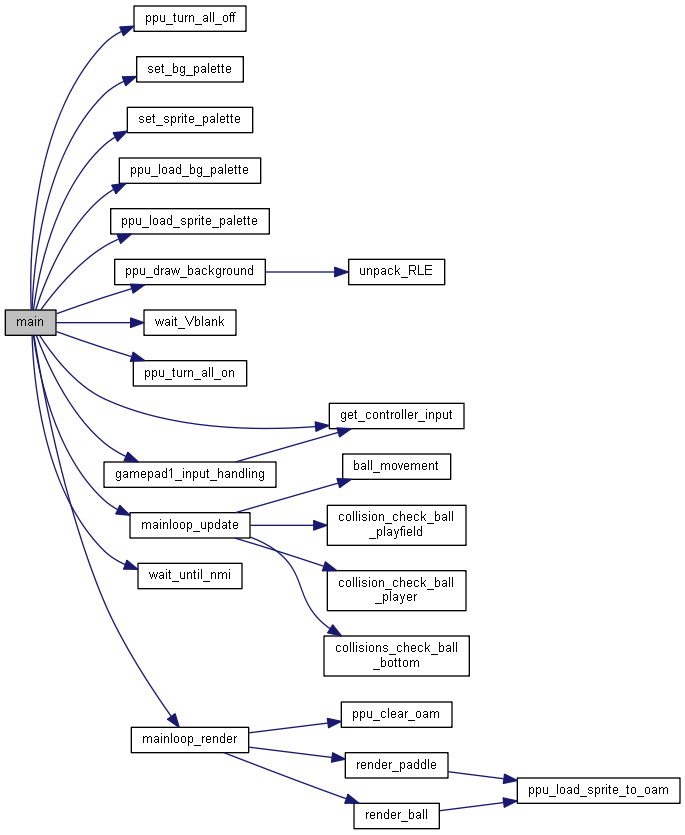 ppu_turn_all_off
set_bg_palette
set_sprite_palette
ppu_load_bg_palette
ppu_load_sprite_palette
ppu_draw_background
unpack_RLE
main
wait_Vblank
ppu_turn_all_on
get_controller_input
gamepad1_input_handling
ball_movement
mainloop_update
collision_check_ball
_playfield
wait_until_nmi
collision_check_ball
_player
collisions_check_ball
_bottom
ppu_clear_oam
mainloop_render
render_paddle
ppu_load_sprite_to_oam
render_ball